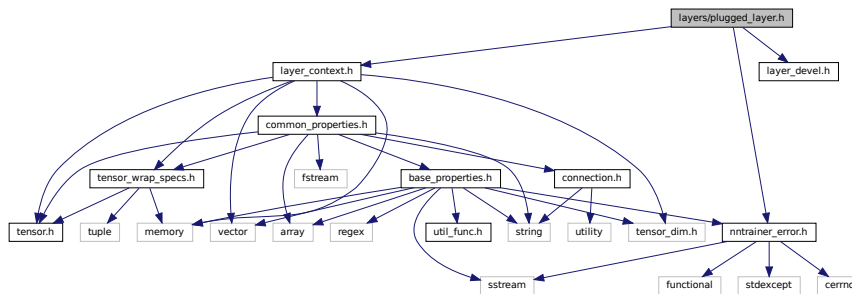 layers/plugged_layer.h
layer_context.h
layer_devel.h
common_properties.h
tensor_wrap_specs.h
fstream
base_properties.h
connection.h
tensor.h
tuple
memory
vector
array
regex
util_func.h
string
utility
tensor_dim.h
nntrainer_error.h
sstream
functional
stdexcept